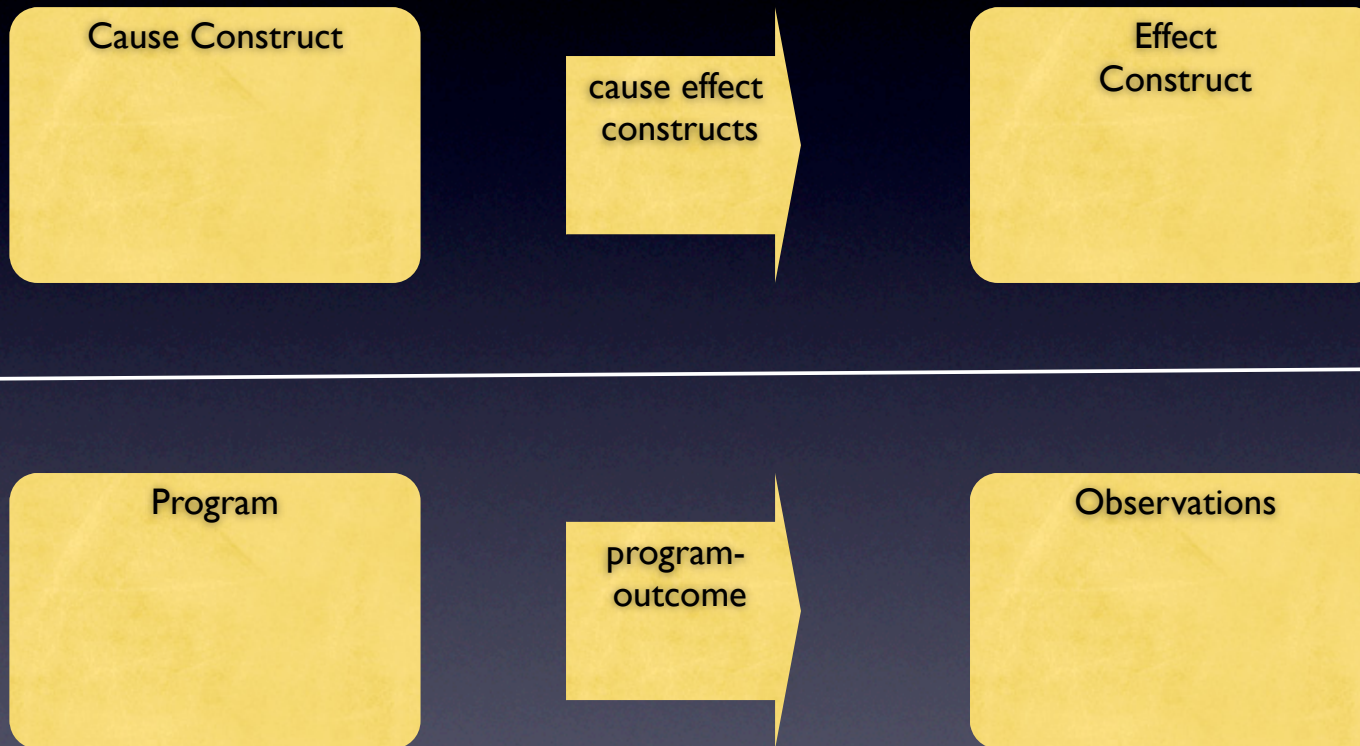 Cause Construct
cause effect
constructs
Effect
Construct
Program
program-
outcome
Observations